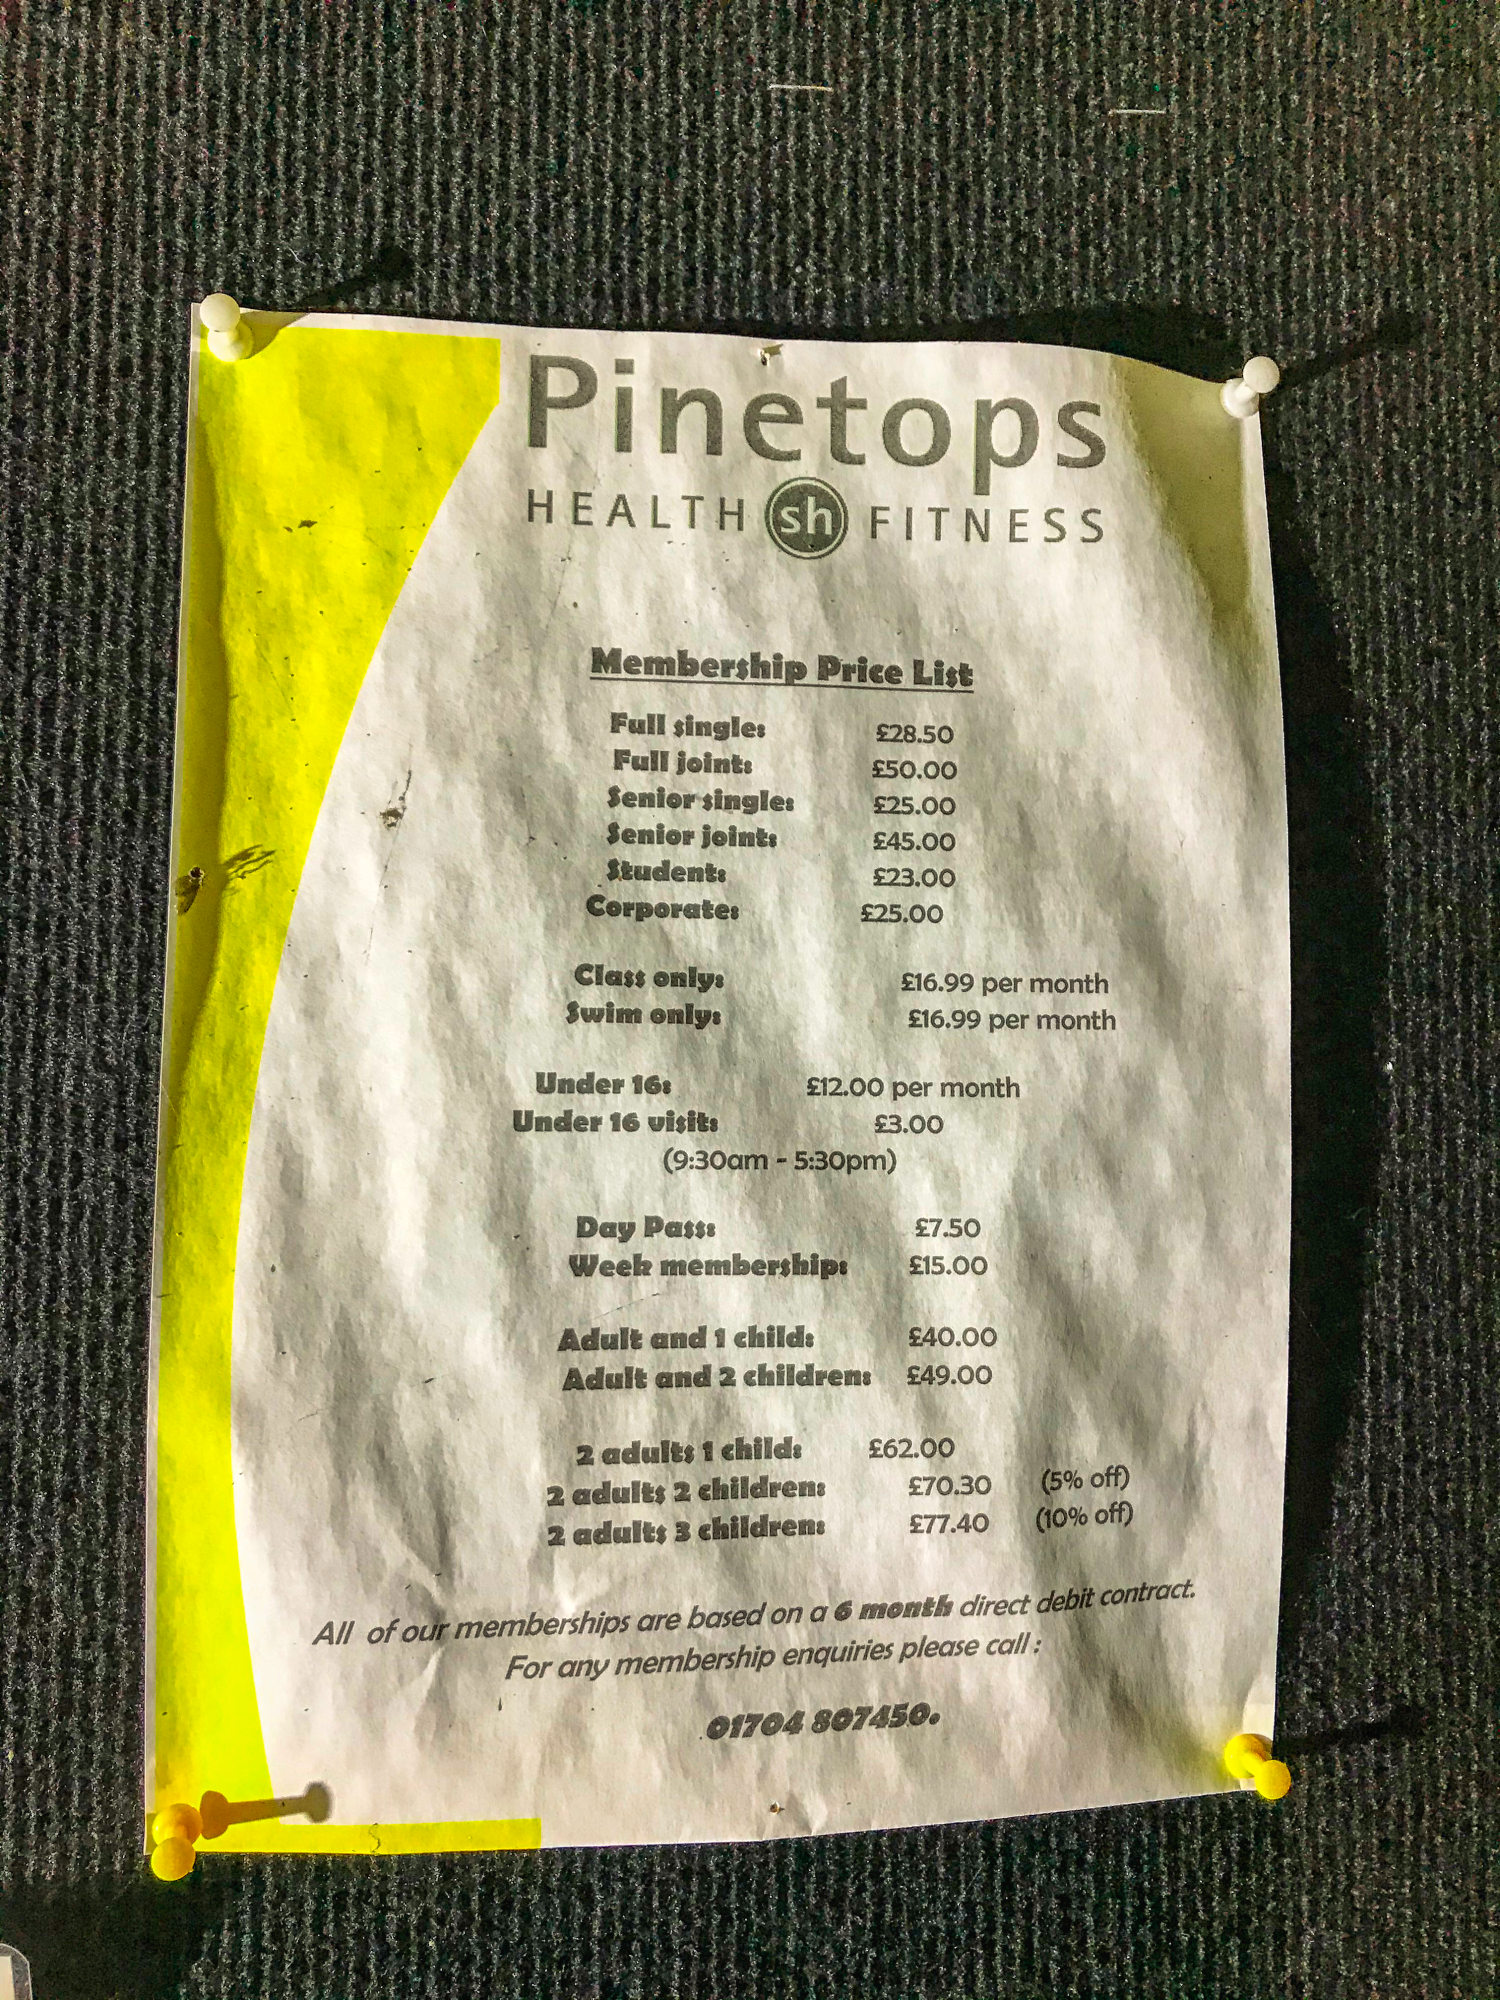 Pinetops
HEALTH sh FITNESS
Membership Price List
Full single: £28.50
Full joint: £50.00
Senior single: £25.00
Senior joint: £45.00
Student: £23.00
Corporate: £25.00
Class only: £16.99 per month
Swim only: £16.99 per month
Under 16: £12.00 per month
Under 16 visit: £3.00
(9:30am - 5:30pm)
Day Pass: £7.50
Week membership: £15.00
Adult and 1 child: £40.00
Adult and 2 children: £49.00
2 adults 1 child: £62.00
2 adults 2 children: £70.30 (5% off)
2 adults 3 children: £77.40 (10% off)
All of our memberships are based on a 6 month direct debit contract.
For any membership enquiries please call :
01704 807450.